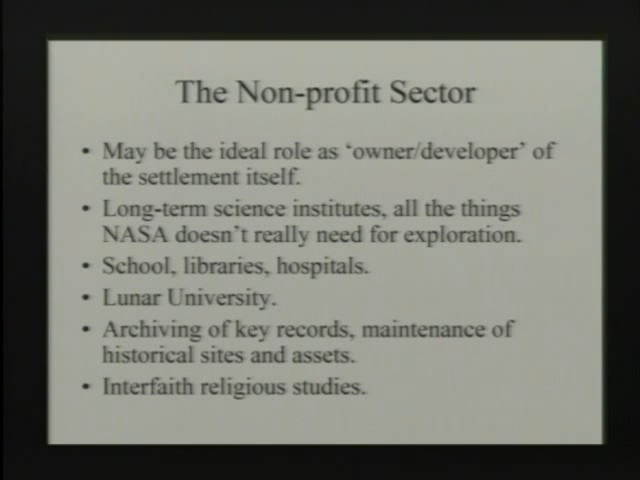 The Non-profit Sector
• May be the ideal role as ‘owner/developer’ of
the settlement itself.
• Long-term science institutes, all the things
NASA doesn’t really need for exploration.
• School, libraries, hospitals.
• Lunar University.
• Archiving of key records, maintenance of
historical sites and assets.
• Interfaith religious studies.